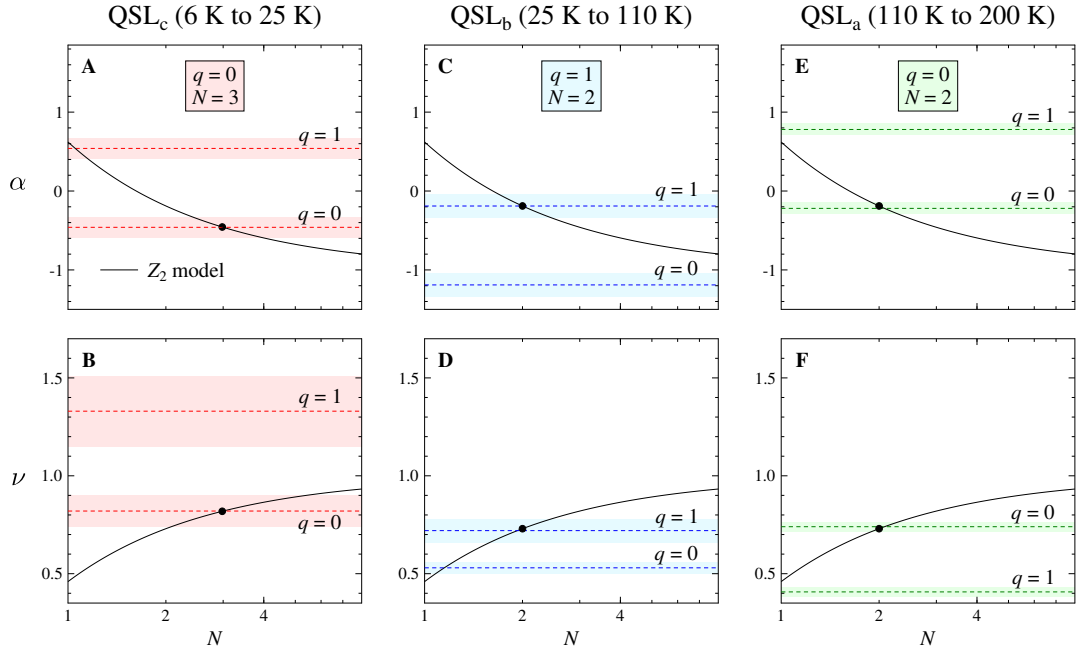 QSLc (6 K to 25 K)
QSLb (25 K to 110 K)
QSLa (110 K to 200 K)
A
q = 0
N = 3
q = 1
q = 0
Z2 model
1
0
-1
α
C
q = 1
N = 2
q = 1
q = 0
E
q = 0
N = 2
q = 1
q = 0
B
q = 1
q = 0
1.5
1.0
0.5
ν
1 2 4
N
D
q = 1
q = 0
1 2 4
N
F
q = 0
q = 1
1 2 4
N